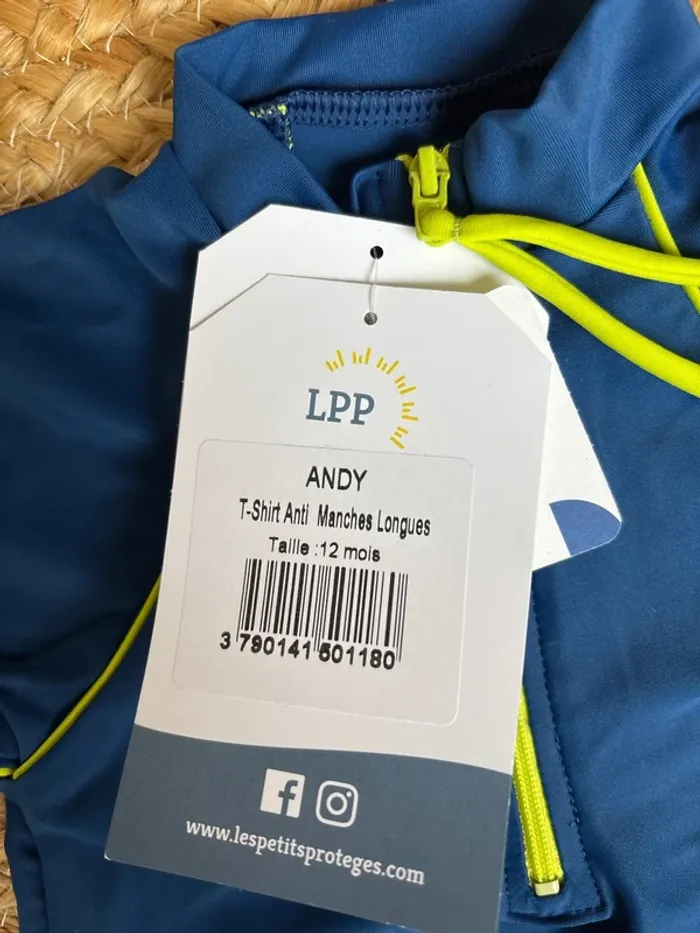 LPP
ANDY
T-Shirt Anti Manches Longues
Taille :12 mois
3 790141 501180
www.lespetitsproteges.com